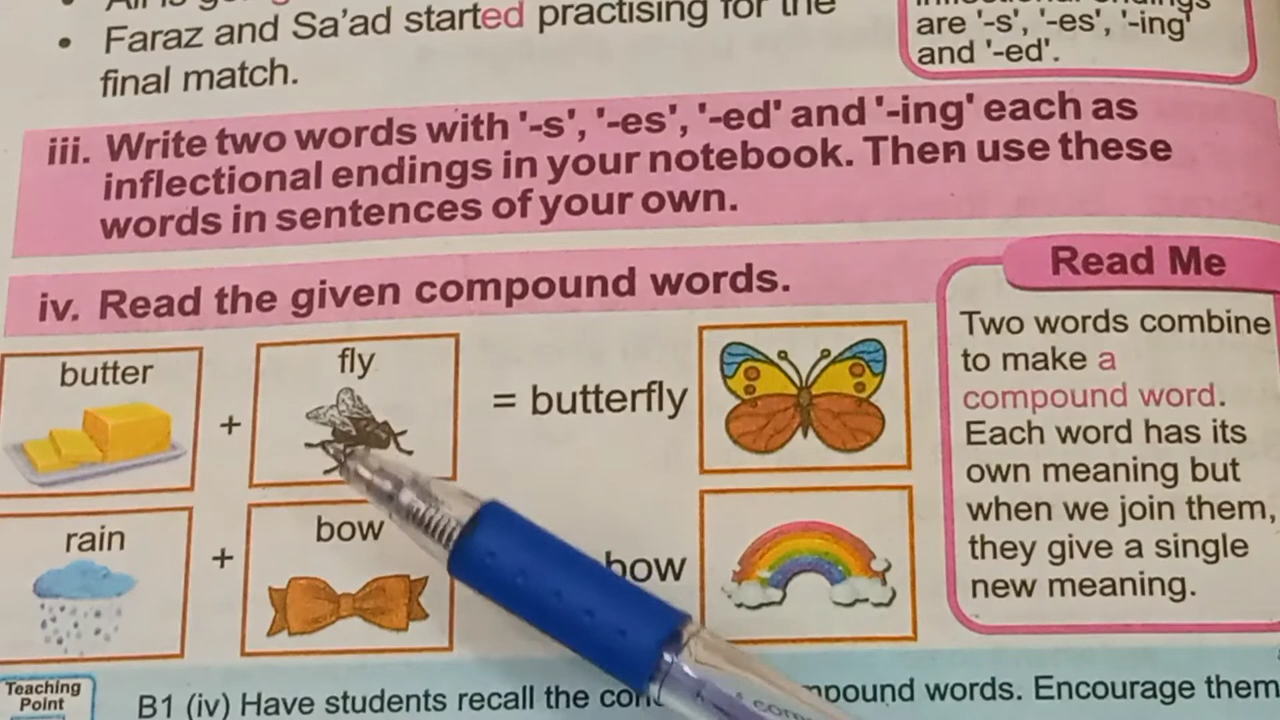 • Faraz and Sa'ad started practising for the
final match.
are '-s', '-es', '-ing'
and '-ed'.
iii. Write two words with '-s', '-es', '-ed' and '-ing' each as
inflectional endings in your notebook. Then use these
words in sentences of your own.
iv. Read the given compound words.
butter
+
fly
= butterfly
rain
+
bow
bow
Read Me
Two words combine
to make a
compound word.
Each word has its
own meaning but
when we join them,
they give a single
new meaning.
Teaching
Point
B1 (iv) Have students recall the words. Encourage them